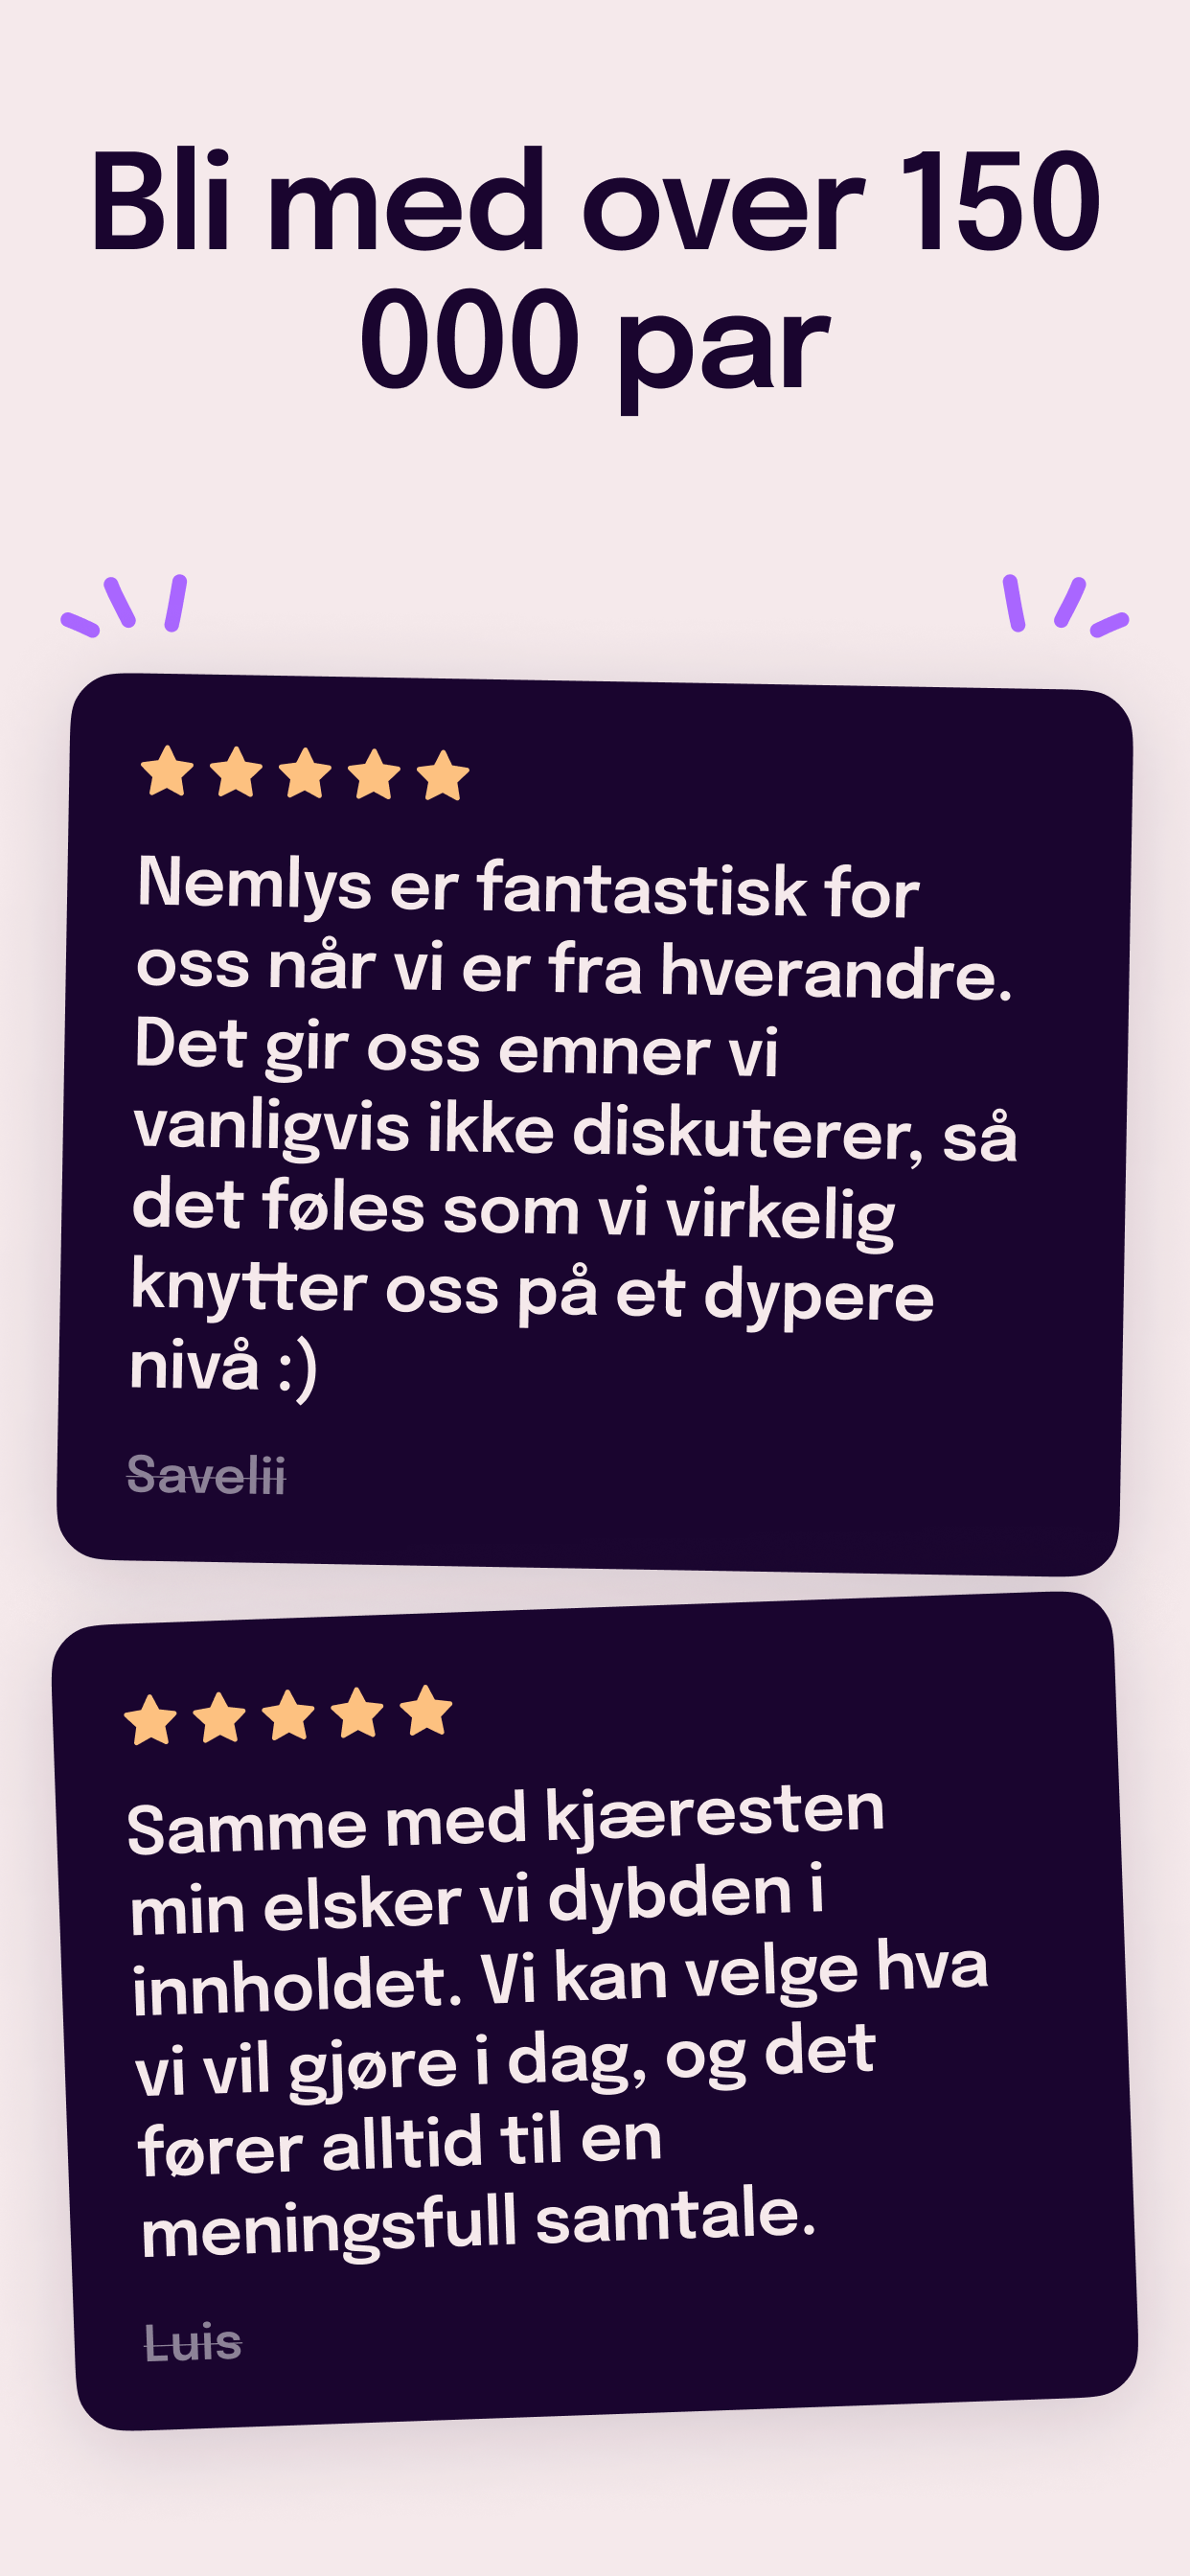 Bli med over 150
000 par
Nemlys er fantastisk for
oss når vi er fra hverandre.
Det gir oss emner vi
vanligvis ikke diskuterer, så
det føles som vi virkelig
knytter oss på et dypere
nivå :)
Savelii
Samme med kjæresten
min elsker vi dybden i
innholdet. Vi kan velge hva
vi vil gjøre i dag, og det
fører alltid til en
meningsfull samtale.
Luis